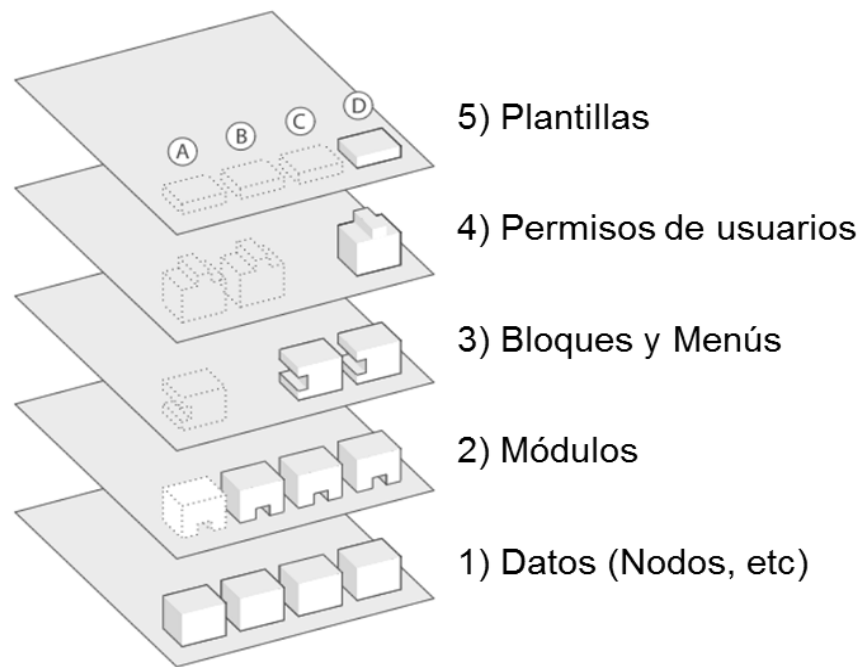 A
B
C
D
5) Plantillas
4) Permisos de usuarios
3) Bloques y Menús
2) Módulos
1) Datos (Nodos, etc)